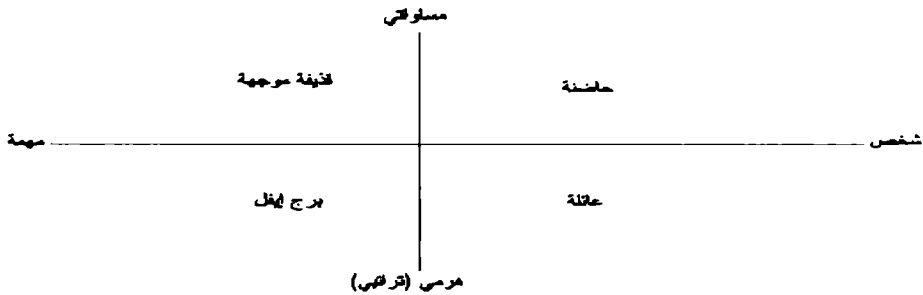 مساواتي
حاضنة
قذيفة موجهة
شخص
مهمة
عائلة
برج إيفل
هرمي (تراتبي)